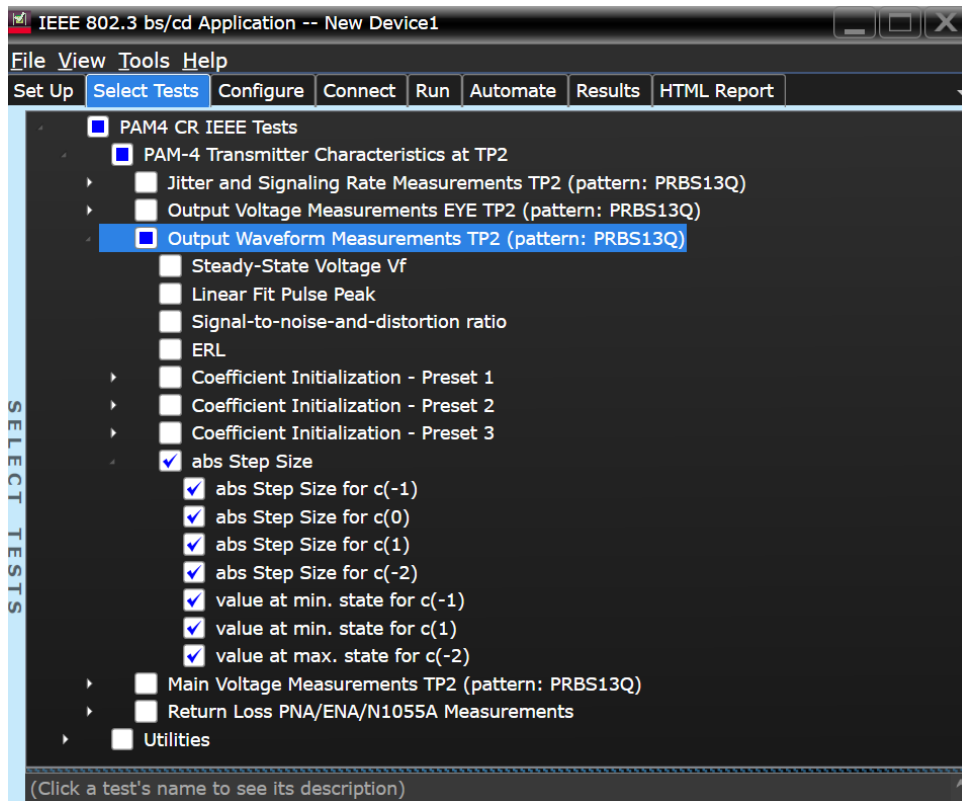 IEEE 802.3 bs/cd Application -- New Device1
File View Tools Help
Set Up Select Tests Configure Connect Run Automate Results HTML Report
SELECT TESTS
PAM4 CR IEEE Tests
PAM-4 Transmitter Characteristics at TP2
Jitter and Signaling Rate Measurements TP2 (pattern: PRBS13Q)
Output Voltage Measurements EYE TP2 (pattern: PRBS13Q)
Output Waveform Measurements TP2 (pattern: PRBS13Q)
Steady-State Voltage Vf
Linear Fit Pulse Peak
Signal-to-noise-and-distortion ratio
ERL
Coefficient Initialization - Preset 1
Coefficient Initialization - Preset 2
Coefficient Initialization - Preset 3
abs Step Size
abs Step Size for c(-1)
abs Step Size for c(0)
abs Step Size for c(1)
abs Step Size for c(-2)
value at min. state for c(-1)
value at min. state for c(1)
value at max. state for c(-2)
Main Voltage Measurements TP2 (pattern: PRBS13Q)
Return Loss PNA/ENA/N1055A Measurements
Utilities
(Click a test's name to see its description)